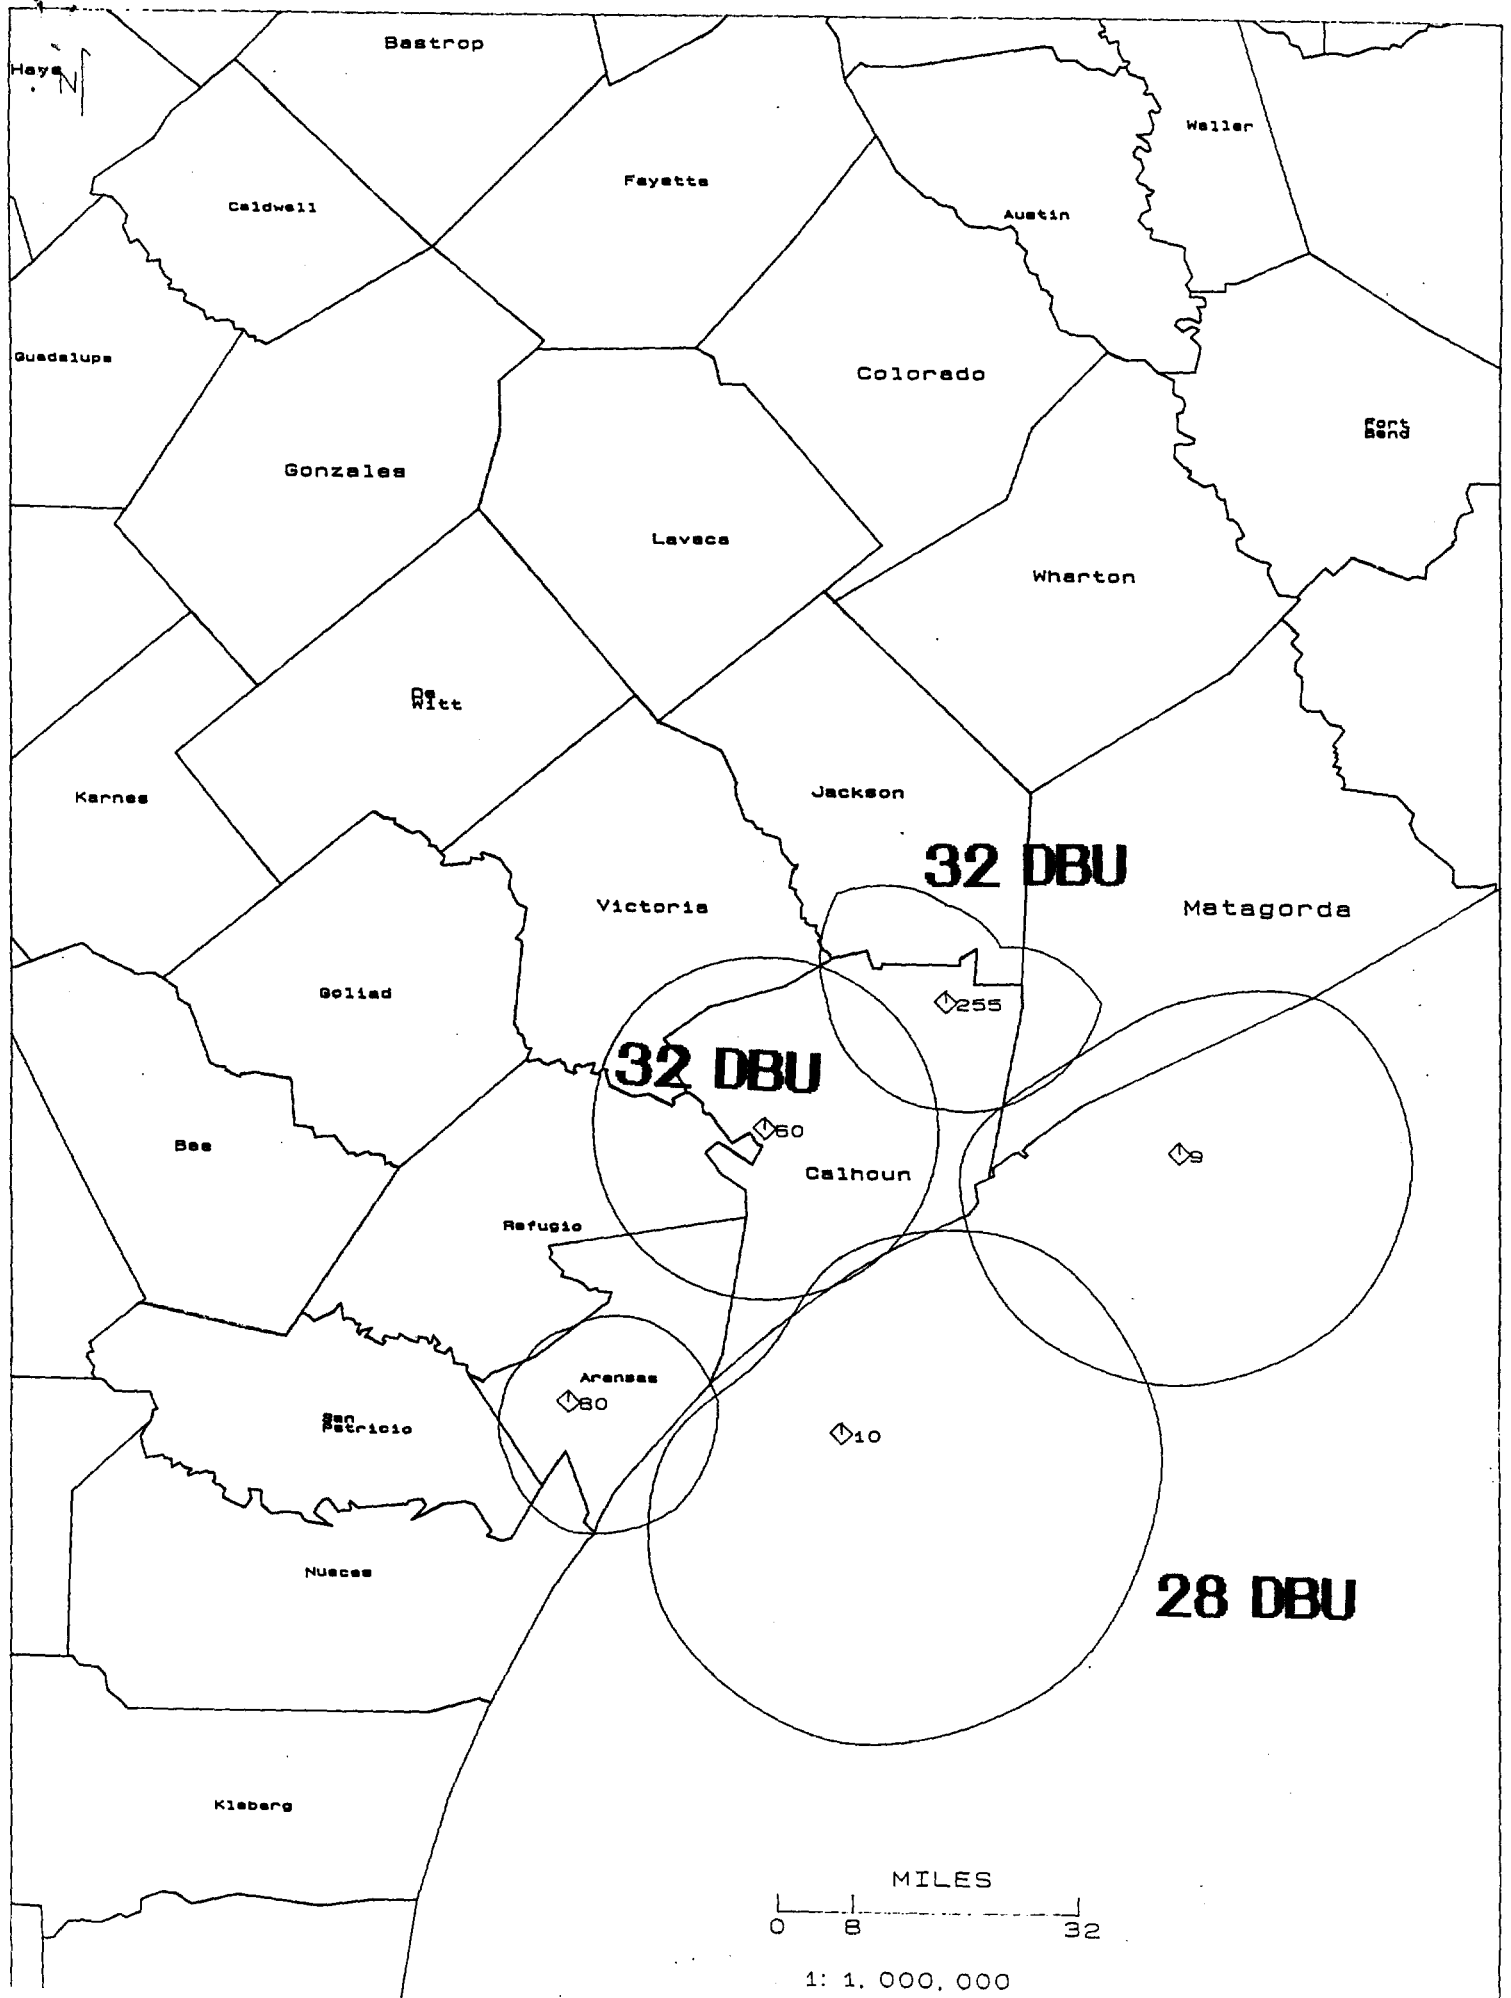 Bastrop
Hays
N
Waller
Fayette
Caldwell
Austin
Guadalupe
Colorado
Fort
Bend
Gonzales
Lavaca
Wharton
De
Witt
Jackson
Karnes
32 DBU
Victoria
Matagorda
Goliad
255
32 DBU
60
Bee
9
Calhoun
Refugio
Aransas
80
San
Patricio
10
Nueces
28 DBU
Kleberg
MILES
0 8 32
1: 1, 000, 000